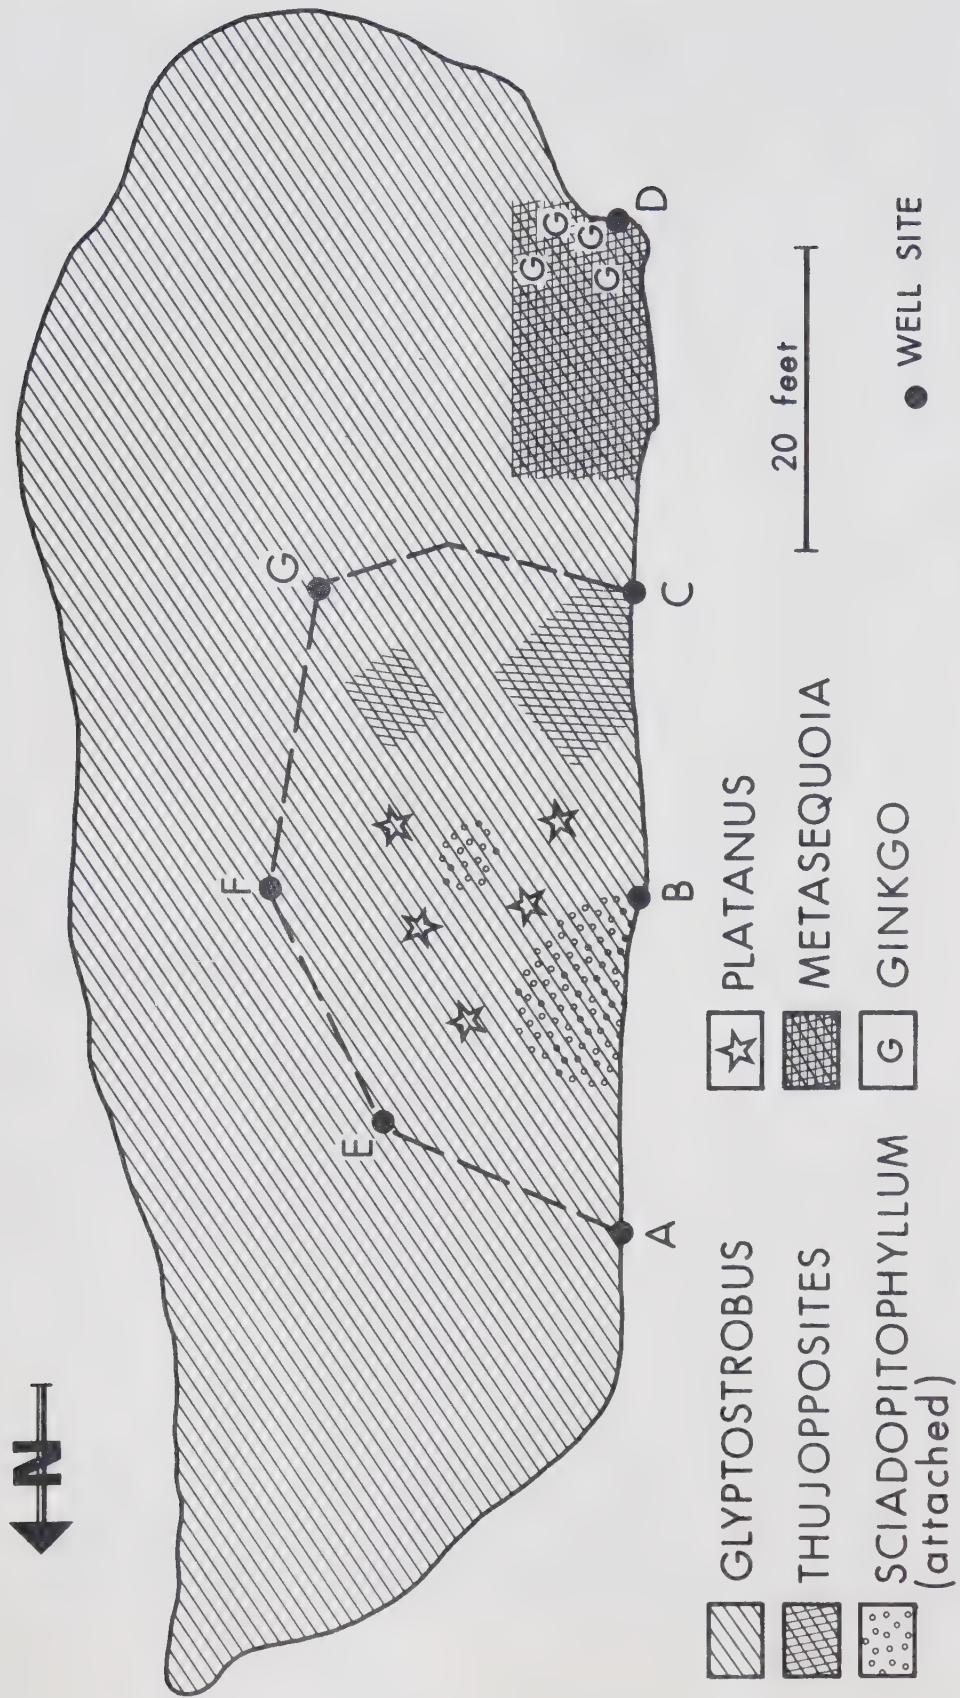 N
A
B
C
D
E
F
G
G
G
G
G
20 feet
GLYPTOSTROBUS
THUJOPPOSITES
SCIADOPITOPHYLLUM
(attached)
PLATANUS
METASEQUOIA
G GINKGO
WELL SITE